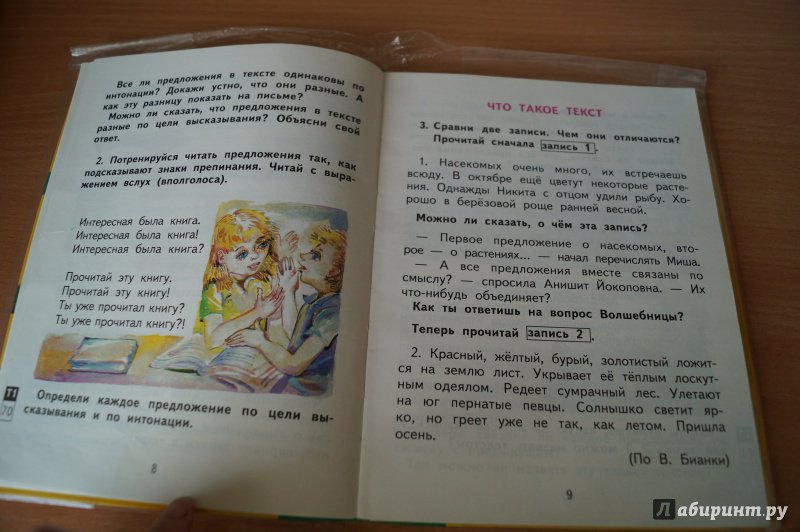 Все ли предложения в тексте одинаковы по
интонации? Докажи устно, что они разные. А
как эту разницу показать на письме?
Можно ли сказать, что предложения в тексте
разные по цели высказывания? Объясни свой
ответ.
2. Потренируйся читать предложения так, как
подсказывают знаки препинания. Читай с выра-
жением вслух (вполголоса).
Интересная была книга.
Интересная была книга!
Интересная была книга?
Прочитай эту книгу.
Прочитай эту книгу!
Ты уже прочитал книгу?
Ты уже прочитал книгу?!
Т1
70
Определи каждое предложение по цели вы-
сказывания и по интонации.
8
ЧТО ТАКОЕ ТЕКСТ
3. Сравни две записи. Чем они отличаются?
Прочитай сначала запись 1.
1. Насекомых очень много, их встречаешь
всюду. В октябре ещё цветут некоторые расте-
ния. Однажды Никита с отцом удили рыбу. Хо-
рошо в берёзовой роще ранней весной.
Можно ли сказать, о чём эта запись?
— Первое предложение о насекомых, вто-
рое — о растениях... — начал перечислять Миша.
— А все предложения вместе связаны по
смыслу? — спросила Анишит Йокоповна. — Их
что-нибудь объединяет?
Как ты ответишь на вопрос Волшебницы?
Теперь прочитай запись 2.
2. Красный, жёлтый, бурый, золотистый ложит-
ся на землю лист. Укрывает её тёплым лоскут-
ным одеялом. Редеет сумрачный лес. Улетают
на юг пернатые певцы. Солнышко светит яр-
ко, но греет уже не так, как летом. Пришла
осень.
(По В. Бианки)
9
Лабиринт.ру